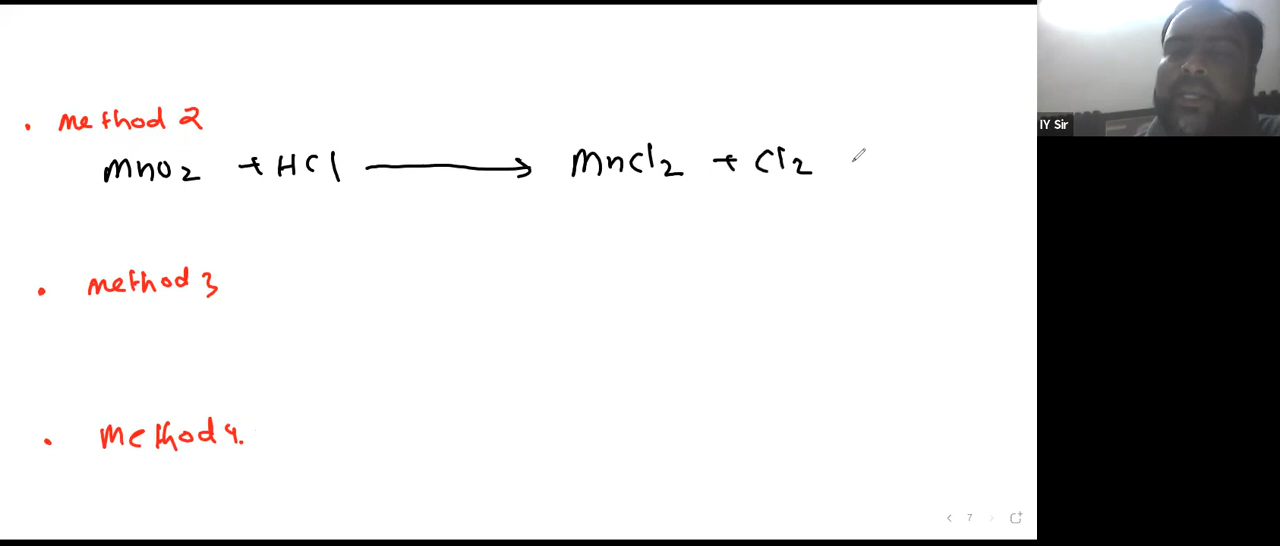 . method 2
MnO2 + HCl → MnCl2 + Cl2
. method 3
. method 4.
IY Sir
< 7 >